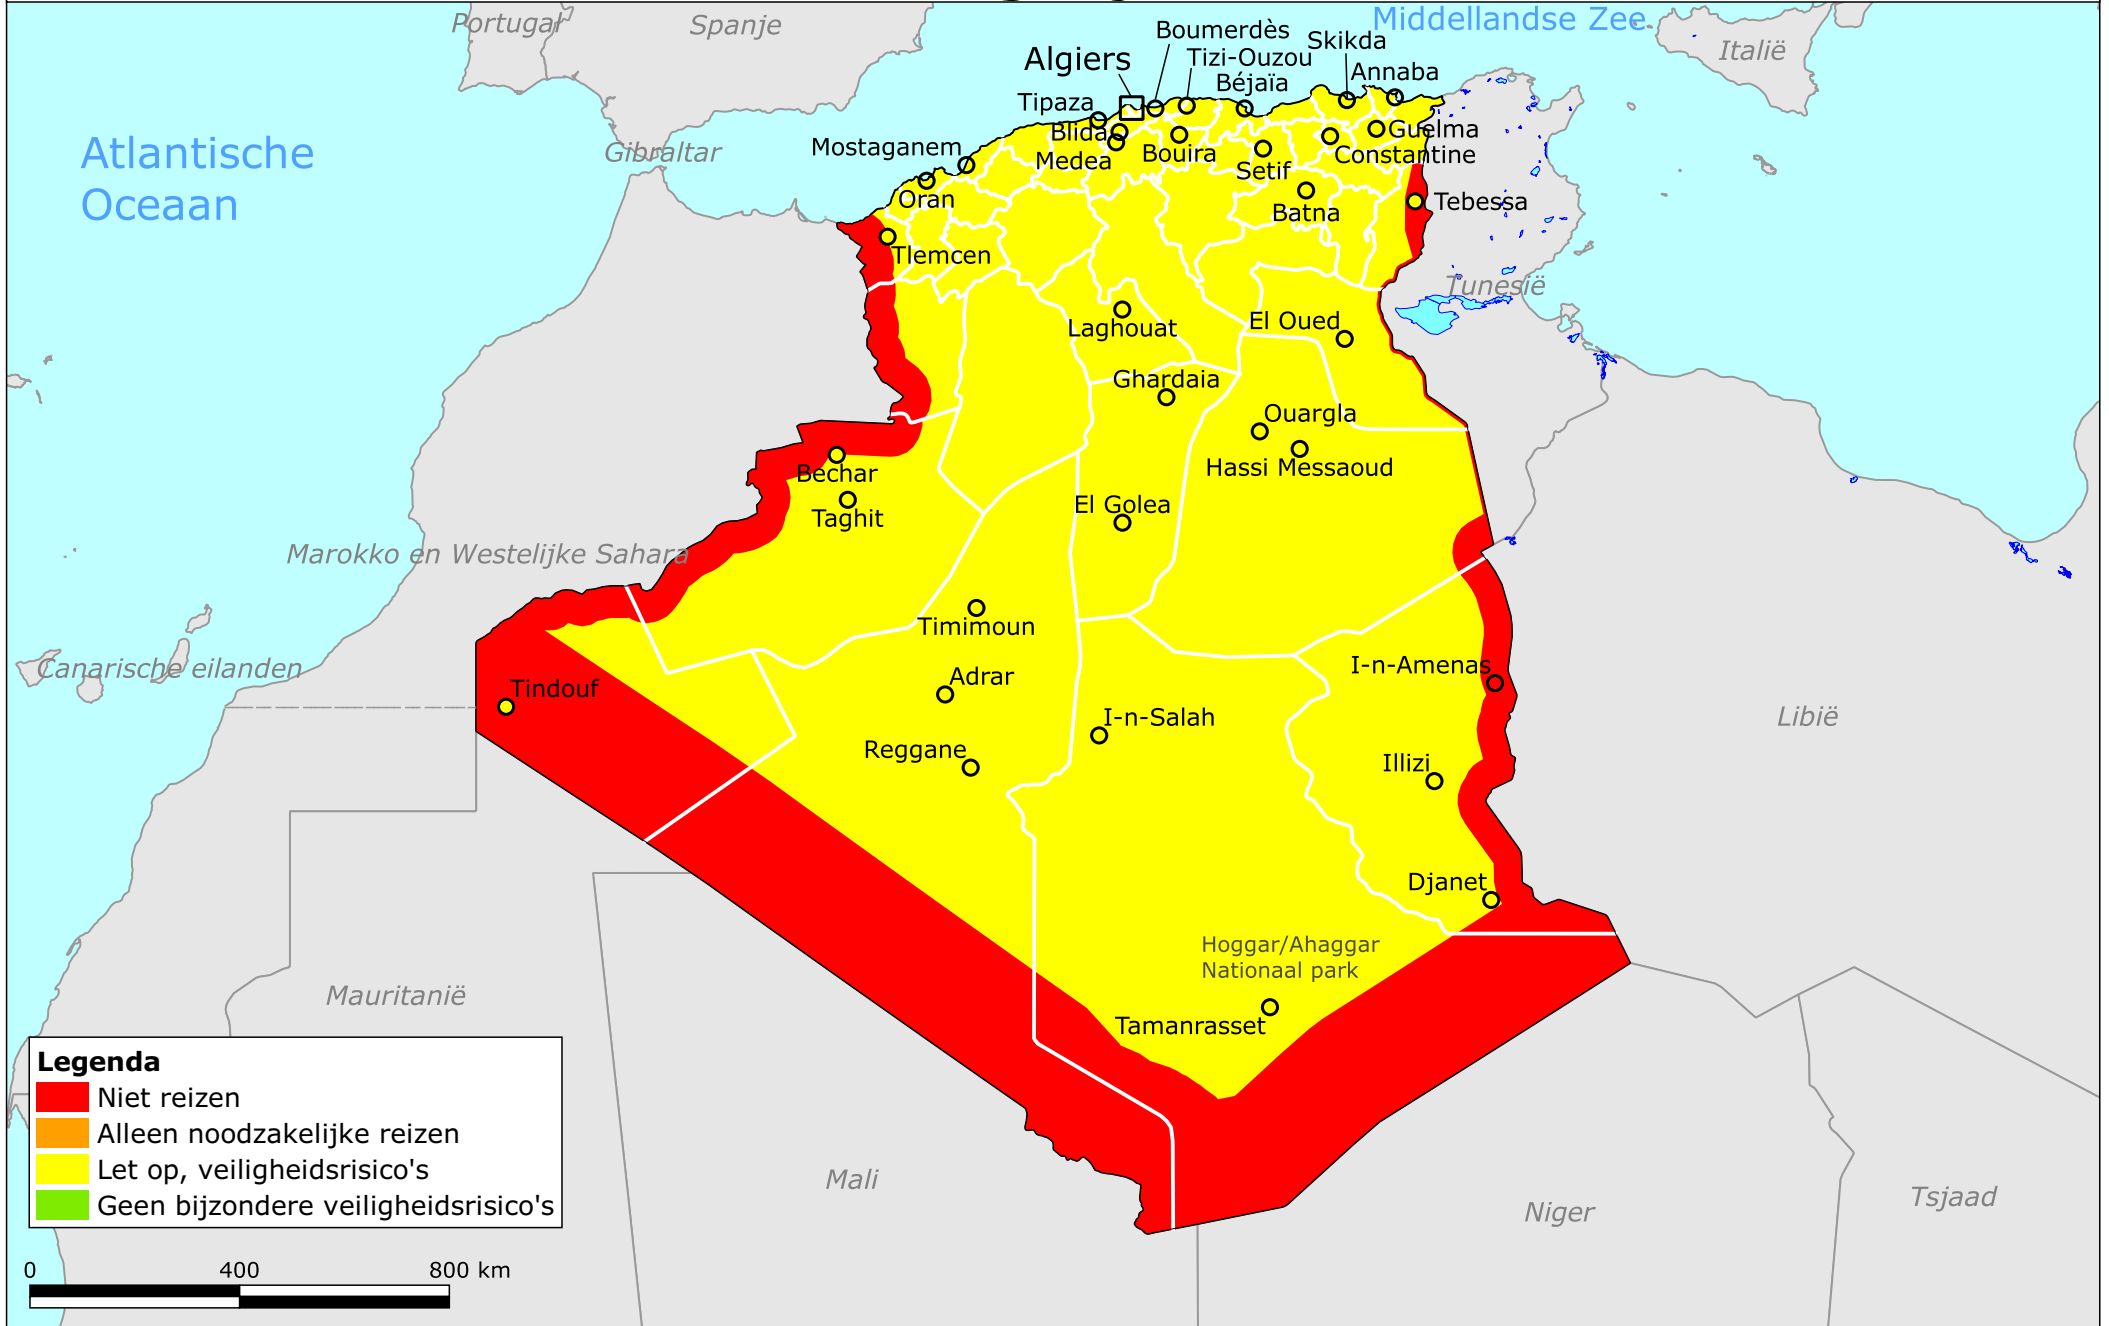 Portugal
Spanje
Middellandse Zee
Italië
Boumerdès
Skikda
Algiers
Tizi-Ouzou
Annaba
Béjaïa
Tipaza
Blida
Guelma
Atlantische
Oceaan
Gibraltar
Mostaganem
Medea
Bouira
Constantine
Setif
Oran
Batna
Tebessa
Tlemcen
Tunesië
Laghouat
El Oued
Ghardaia
Ouargla
Hassi Messaoud
Bechar
Taghit
El Golea
Marokko en Westelijke Sahara
Timimoun
Canarische eilanden
I-n-Amenas
Tindouf
Adrar
I-n-Salah
Libië
Reggane
Illizi
Djanet
Hoggar/Ahaggar
Nationaal park
Mauritanië
Tamanrasset
Mali
Niger
Tsjaad
Legenda
Niet reizen
Alleen noodzakelijke reizen
Let op, veiligheidsrisico's
Geen bijzondere veiligheidsrisico's
0 400 800 km